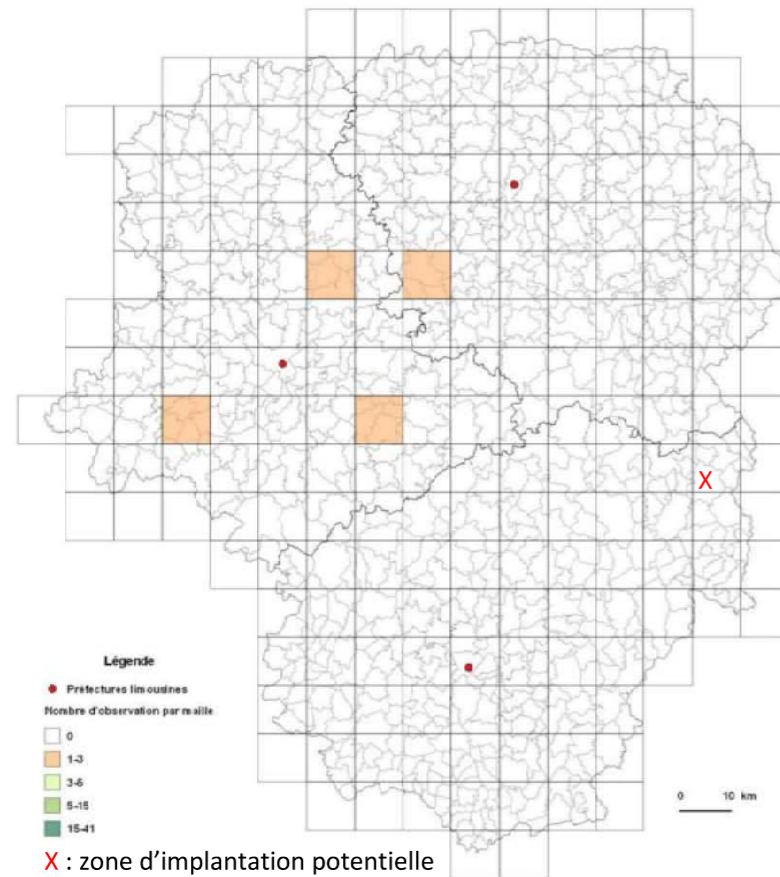 X
Légende
Préfectures limousines
Nombre d'observation par maille
0
1-3
3-5
5-15
15-41
0 10 km
X : zone d'implantation potentielle